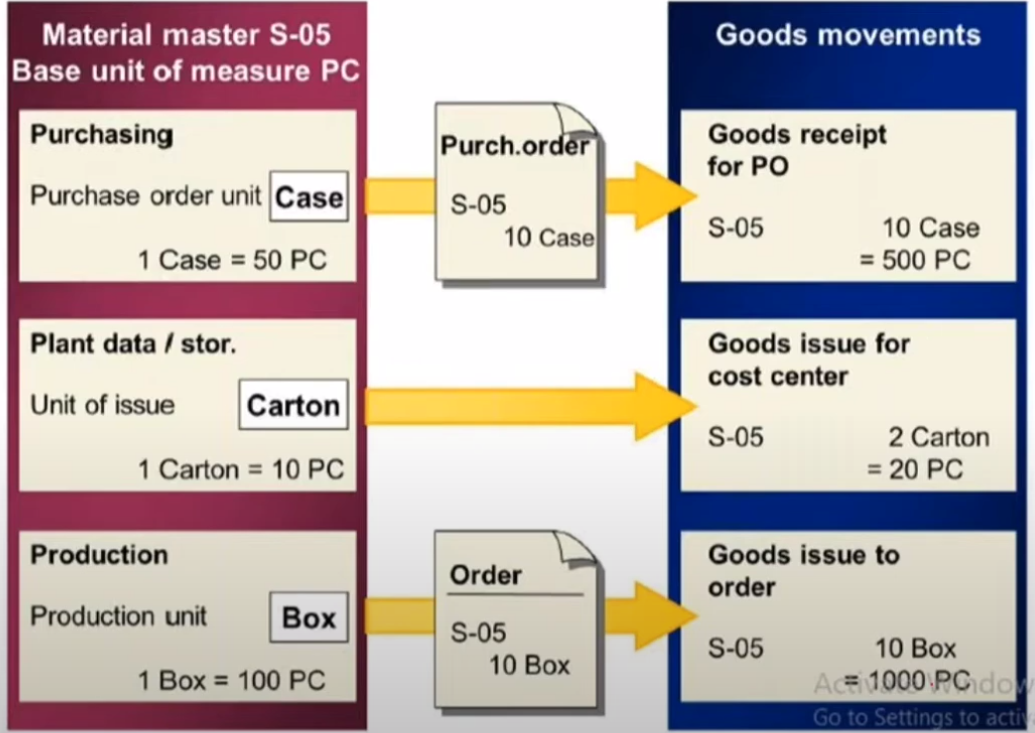 Material master S-05
Base unit of measure PC
Purchasing
Purchase order unit Case
1 Case = 50 PC
Purch.order
S-05
10 Case
Goods movements
Goods receipt
for PO
S-05 10 Case
= 500 PC
Plant data / stor.
Unit of issue Carton
1 Carton = 10 PC
Goods issue for
cost center
S-05 2 Carton
= 20 PC
Production
Production unit Box
1 Box = 100 PC
Order
S-05
10 Box
Goods issue to
order
S-05 10 Box
= 1000 PC
Activate Window
Go to Settings to activ